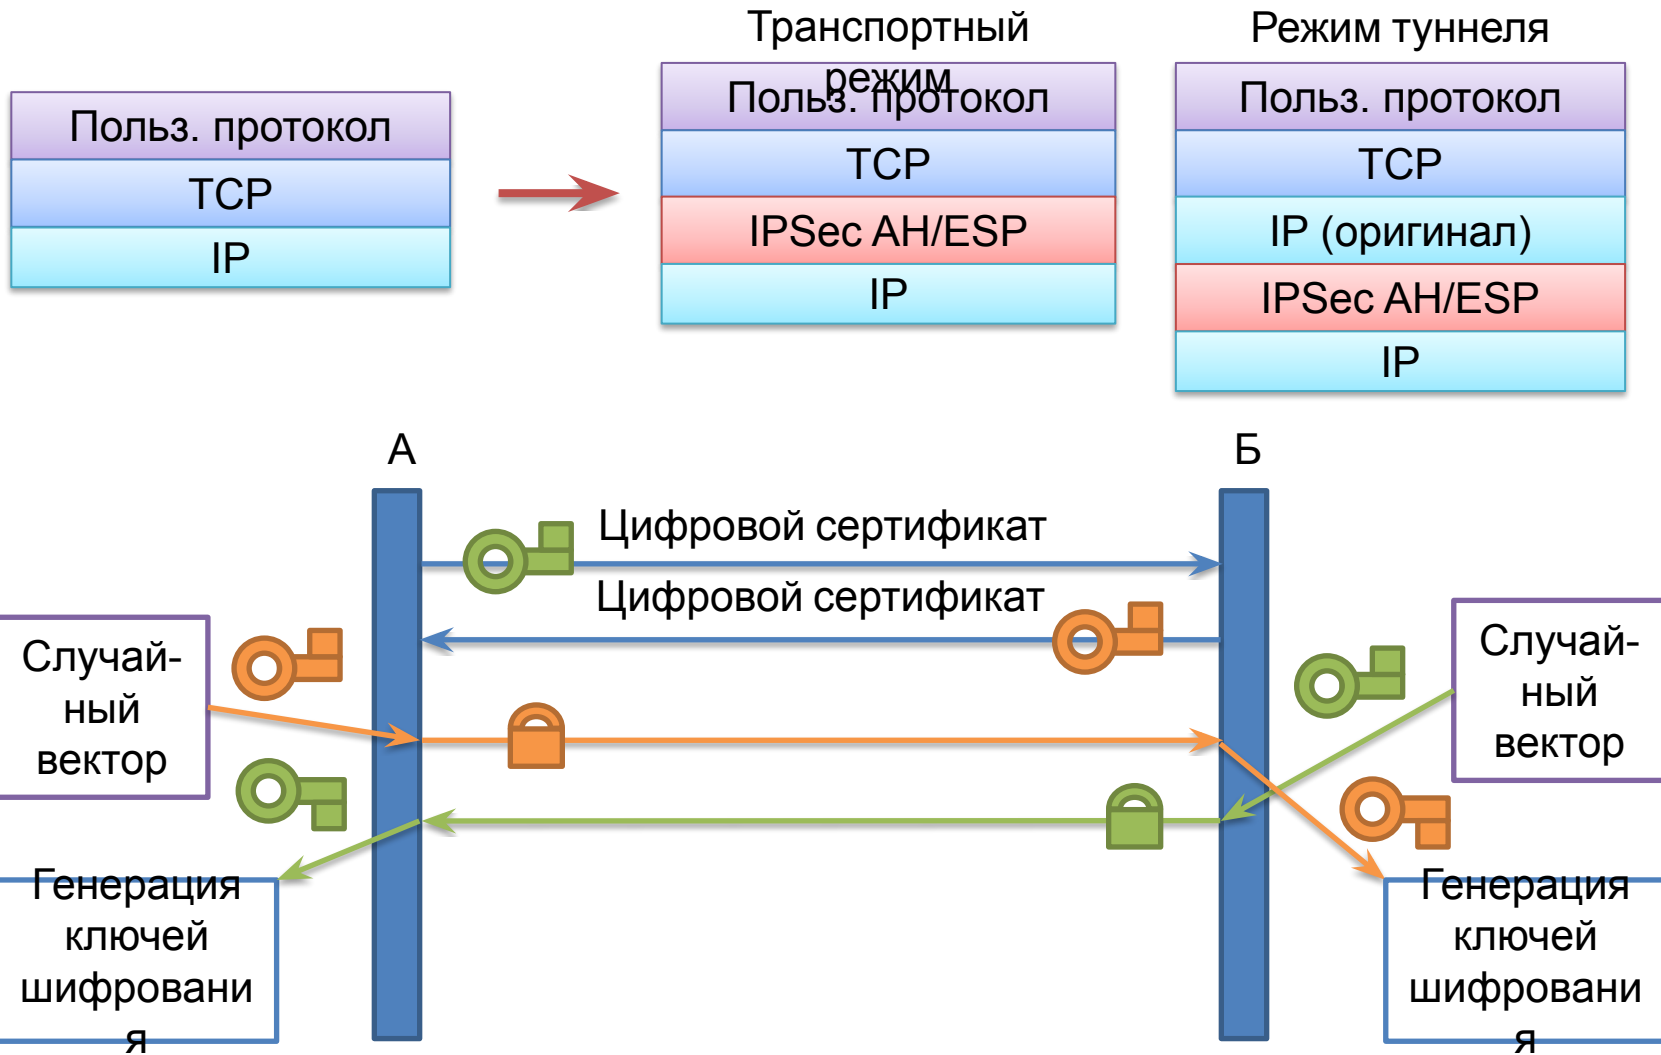 Транспортный
режим
Режим туннеля
Польз. протокол
TCP
IP
Польз. протокол
TCP
IPSec AH/ESP
IP
Польз. протокол
TCP
IP (оригинал)
IPSec AH/ESP
IP
А
Б
Цифровой сертификат
Цифровой сертификат
Случай-
ный
вектор
Случай-
ный
вектор
Генерация
ключей
шифровани
я
Генерация
ключей
шифровани
я